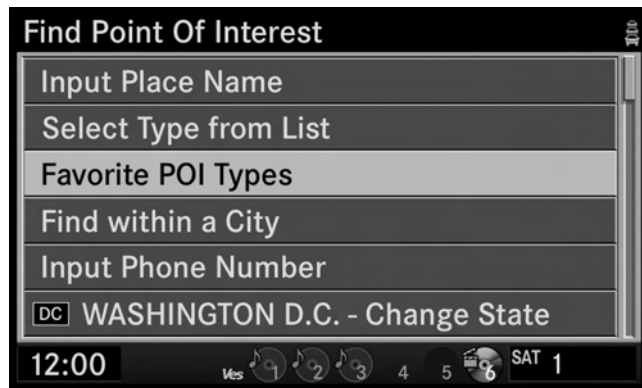 Find Point Of Interest
Input Place Name
Select Type from List
Favorite POI Types
Find within a City
Input Phone Number
DC WASHINGTON D.C. - Change State
12:00 Ves 1 2 3 4 5 6 SAT 1